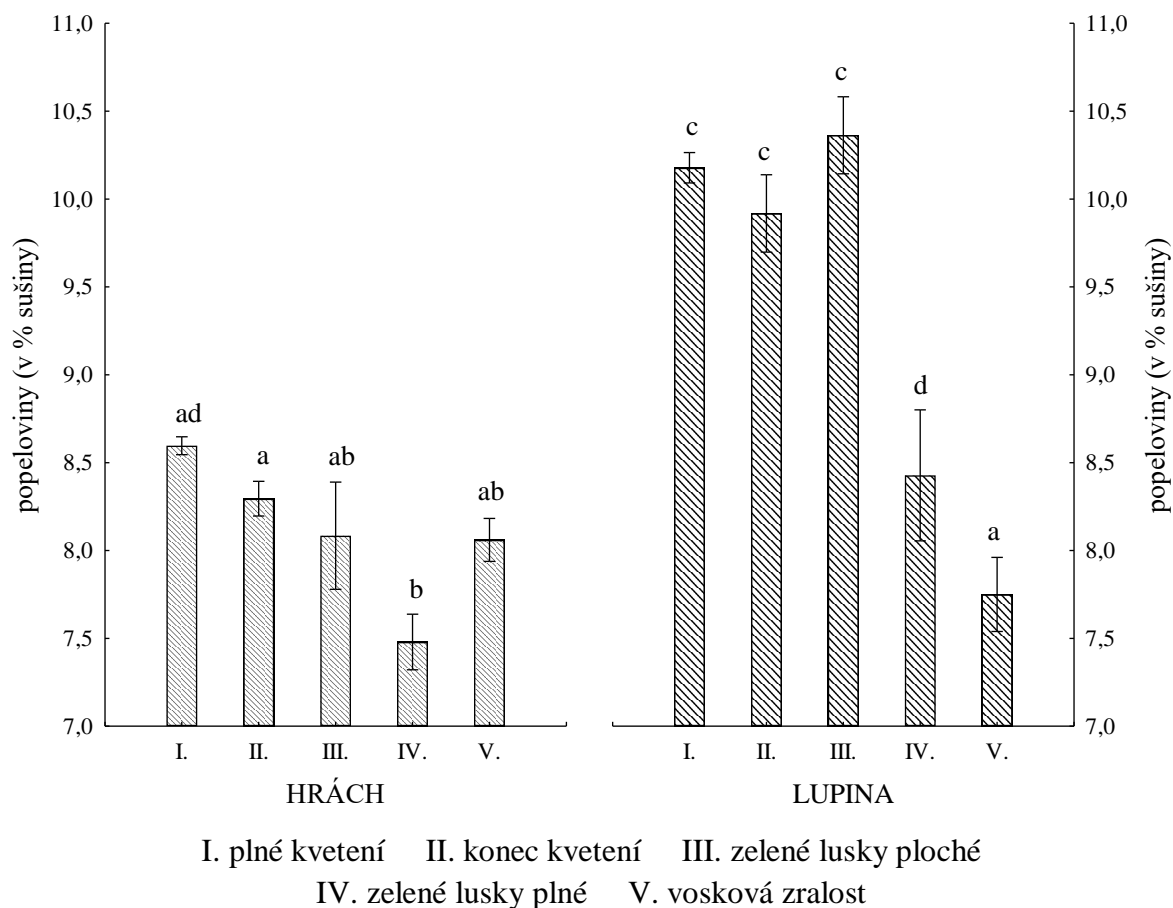 popeloviny (v % sušiny)
11,0
10,5
10,0
9,5
9,0
8,5
8,0
7,5
7,0
ad
a
ab
b
ab
I.
II.
III.
IV.
V.
HRÁCH
c
c
c
d
a
I.
II.
III.
IV.
V.
LUPINA
11,0
10,5
10,0
9,5
9,0
8,5
8,0
7,5
7,0
popeloviny (v % sušiny)
I. plné kvetení II. konec kvetení III. zelené lusky ploché
IV. zelené lusky plné V. vosková zralost